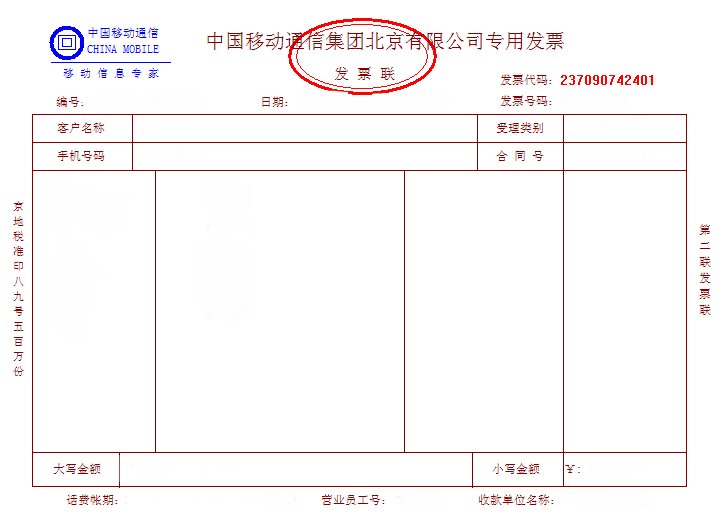 中国移动通信
CHINA MOBILE
移动信息专家
中国移动通信集团北京有限公司专用发票
发票联
发票代码: 237090742401
编号:
日期:
发票号码:
客户名称
受理类别
手机号码
合同号
京地税准印八九号五百万份
第二联发票联
大写金额
小写金额
¥:
话费帐期:
营业员工号:
收款单位名称: